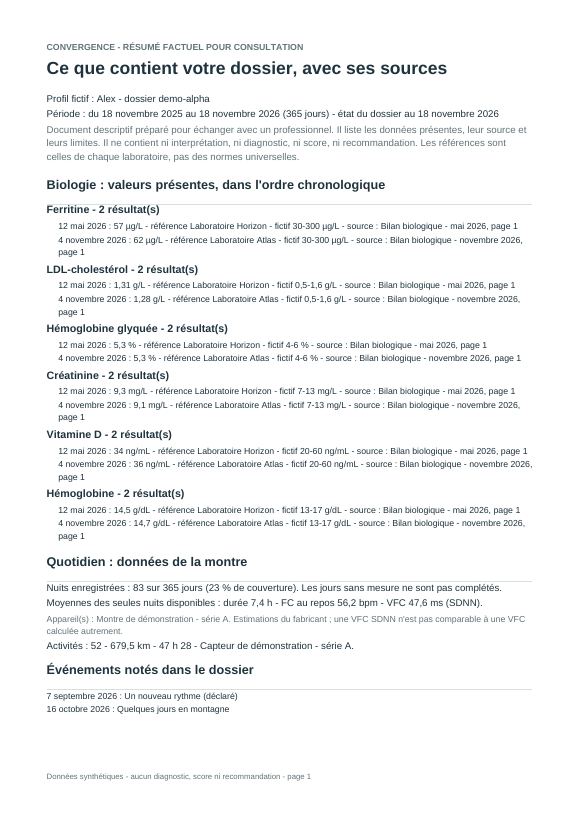 CONVERGENCE - RÉSUMÉ FACTUEL POUR CONSULTATION
Ce que contient votre dossier, avec ses sources
Profil fictif : Alex - dossier demo-alpha
Période : du 18 novembre 2025 au 18 novembre 2026 (365 jours) - état du dossier au 18 novembre 2026
Document descriptif préparé pour échanger avec un professionnel. Il liste les données présentes, leur source et
leurs limites. Il ne contient ni interprétation, ni diagnostic, ni score, ni recommandation. Les références sont
celles de chaque laboratoire, pas des normes universelles.
Biologie : valeurs présentes, dans l'ordre chronologique
Ferritine - 2 résultat(s)
12 mai 2026 : 57 µg/L - référence Laboratoire Horizon - fictif 30-300 µg/L - source : Bilan biologique - mai 2026, page 1
4 novembre 2026 : 62 µg/L - référence Laboratoire Atlas - fictif 30-300 µg/L - source : Bilan biologique - novembre 2026,
page 1
LDL-cholestérol - 2 résultat(s)
12 mai 2026 : 1,31 g/L - référence Laboratoire Horizon - fictif 0,5-1,6 g/L - source : Bilan biologique - mai 2026, page 1
4 novembre 2026 : 1,28 g/L - référence Laboratoire Atlas - fictif 0,5-1,6 g/L - source : Bilan biologique - novembre 2026,
page 1
Hémoglobine glyquée - 2 résultat(s)
12 mai 2026 : 5,3 % - référence Laboratoire Horizon - fictif 4-6 % - source : Bilan biologique - mai 2026, page 1
4 novembre 2026 : 5,3 % - référence Laboratoire Atlas - fictif 4-6 % - source : Bilan biologique - novembre 2026, page 1
Créatinine - 2 résultat(s)
12 mai 2026 : 9,3 mg/L - référence Laboratoire Horizon - fictif 7-13 mg/L - source : Bilan biologique - mai 2026, page 1
4 novembre 2026 : 9,1 mg/L - référence Laboratoire Atlas - fictif 7-13 mg/L - source : Bilan biologique - novembre 2026,
page 1
Vitamine D - 2 résultat(s)
12 mai 2026 : 34 ng/mL - référence Laboratoire Horizon - fictif 20-60 ng/mL - source : Bilan biologique - mai 2026, page 1
4 novembre 2026 : 36 ng/mL - référence Laboratoire Atlas - fictif 20-60 ng/mL - source : Bilan biologique - novembre 2026,
page 1
Hémoglobine - 2 résultat(s)
12 mai 2026 : 14,5 g/dL - référence Laboratoire Horizon - fictif 13-17 g/dL - source : Bilan biologique - mai 2026, page 1
4 novembre 2026 : 14,7 g/dL - référence Laboratoire Atlas - fictif 13-17 g/dL - source : Bilan biologique - novembre 2026,
page 1
Quotidien : données de la montre
Nuits enregistrées : 83 sur 365 jours (23 % de couverture). Les jours sans mesure ne sont pas complétés.
Moyennes des seules nuits disponibles : durée 7,4 h - FC au repos 56,2 bpm - VFC 47,6 ms (SDNN).
Appareil(s) : Montre de démonstration - série A. Estimations du fabricant ; une VFC SDNN n'est pas comparable à une VFC
calculée autrement.
Activités : 52 - 679,5 km - 47 h 28 - Capteur de démonstration - série A.
Événements notés dans le dossier
7 septembre 2026 : Un nouveau rythme (déclaré)
16 octobre 2026 : Quelques jours en montagne
Données synthétiques - aucun diagnostic, score ni recommandation - page 1